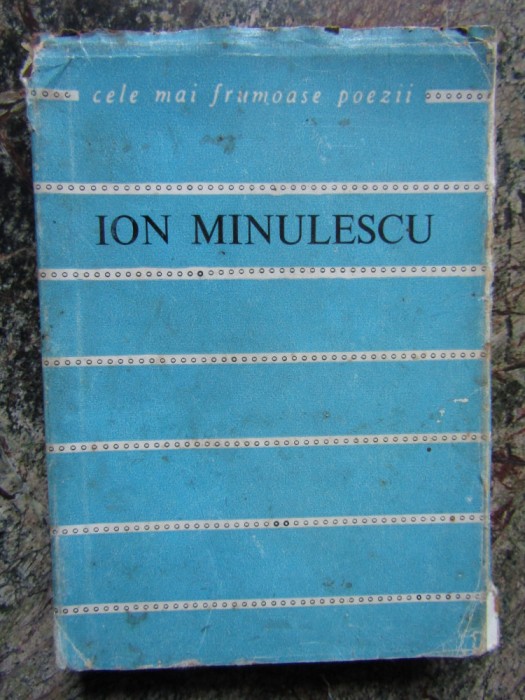 cele mai frumoase poezii
ION MINULESCU